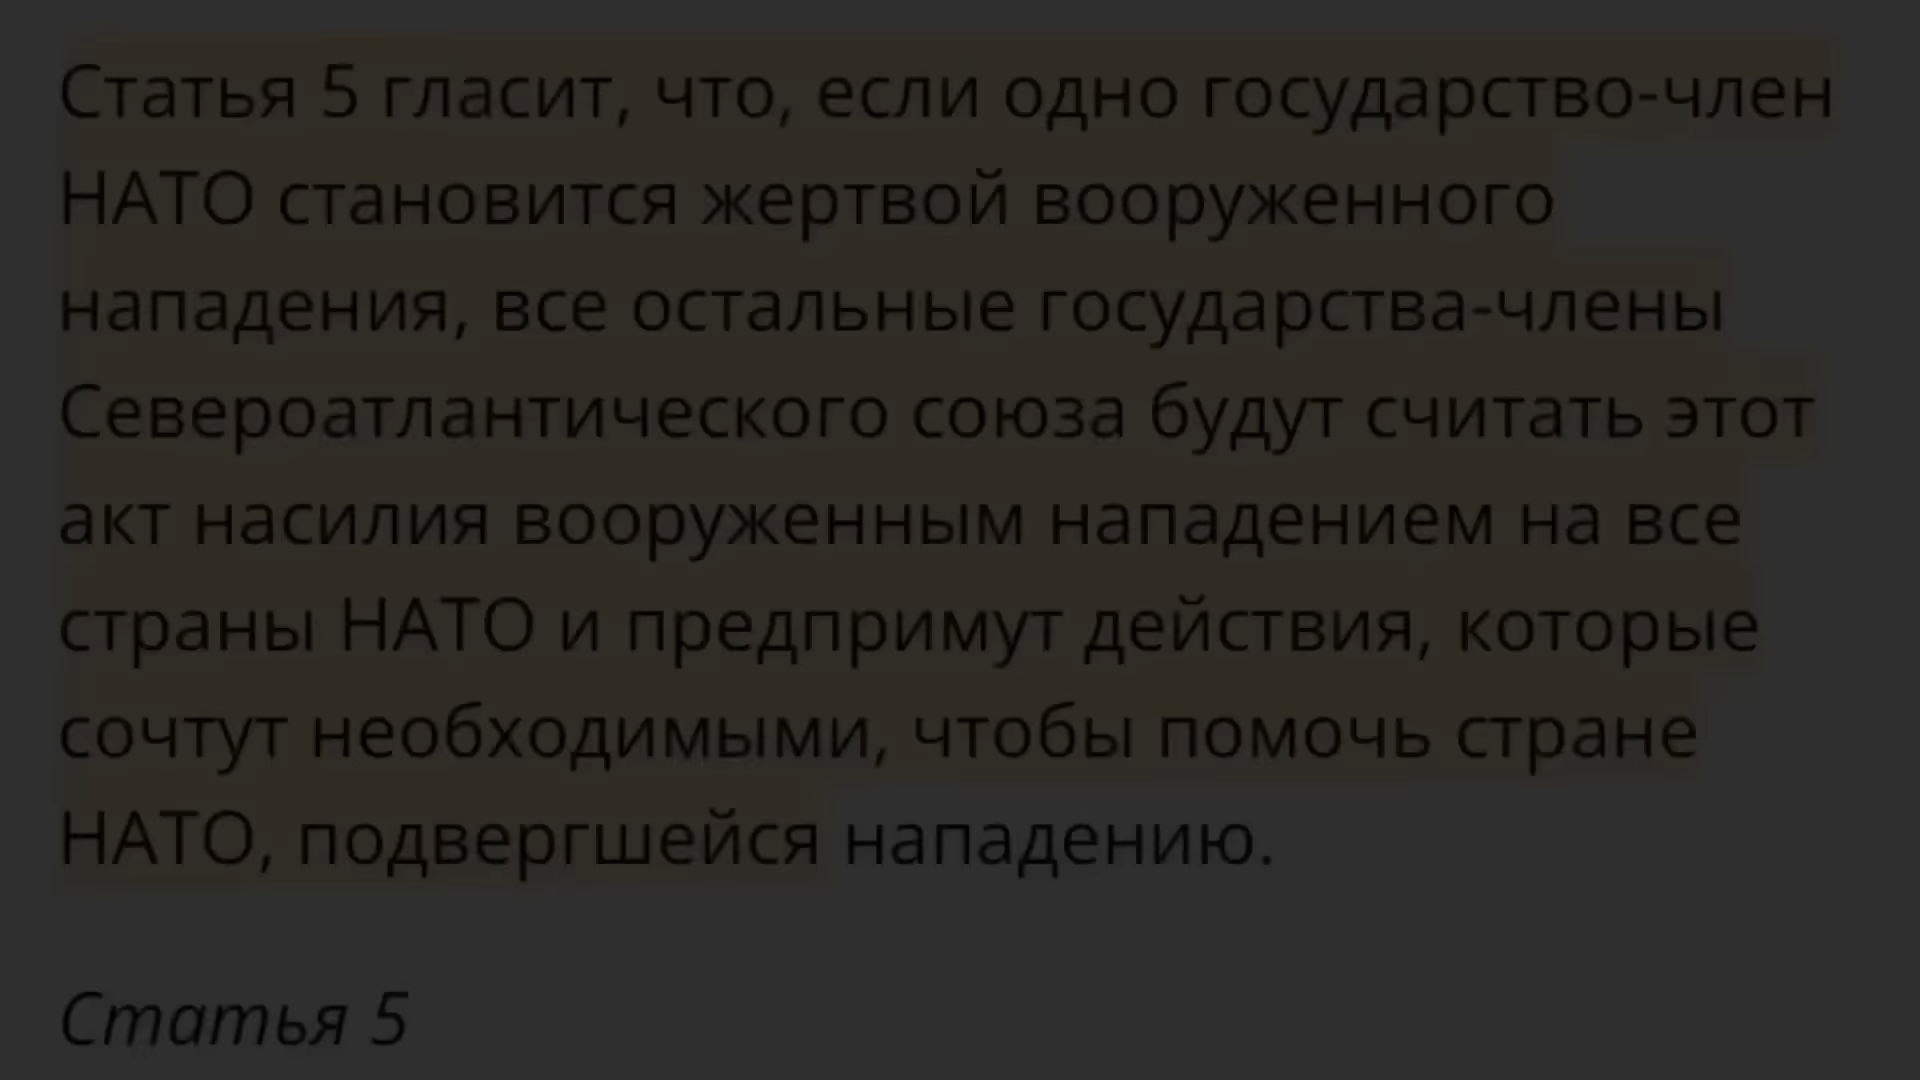 Статья 5 гласит, что, если одно государство-член
НАТО становится жертвой вооруженного
нападения, все остальные государства-члены
Североатлантического союза будут считать этот
акт насилия вооруженным нападением на все
страны НАТО и предпримут действия, которые
сочтут необходимыми, чтобы помочь стране
НАТО, подвергшейся нападению.
Статья 5